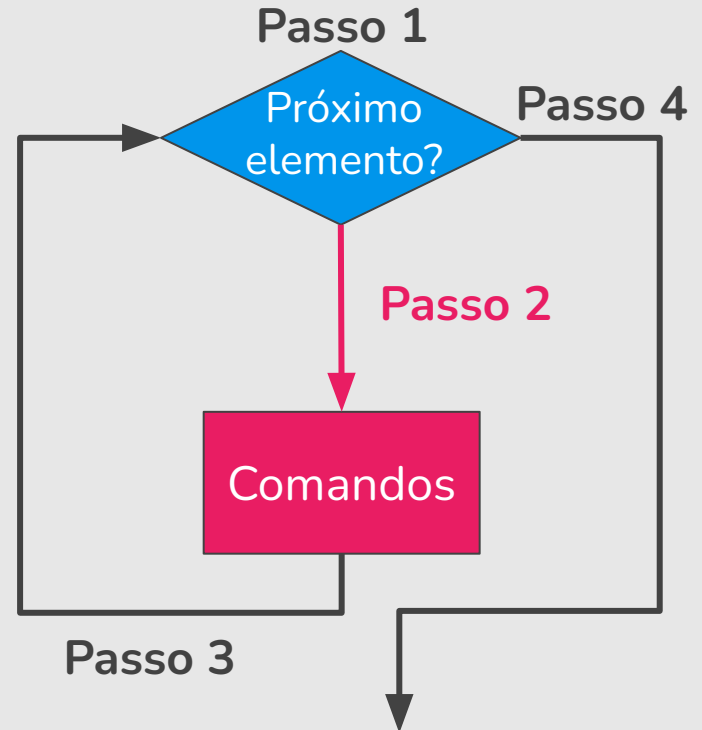 Passo 1
Próximo
elemento?
Passo 4
Passo 2
Comandos
Passo 3